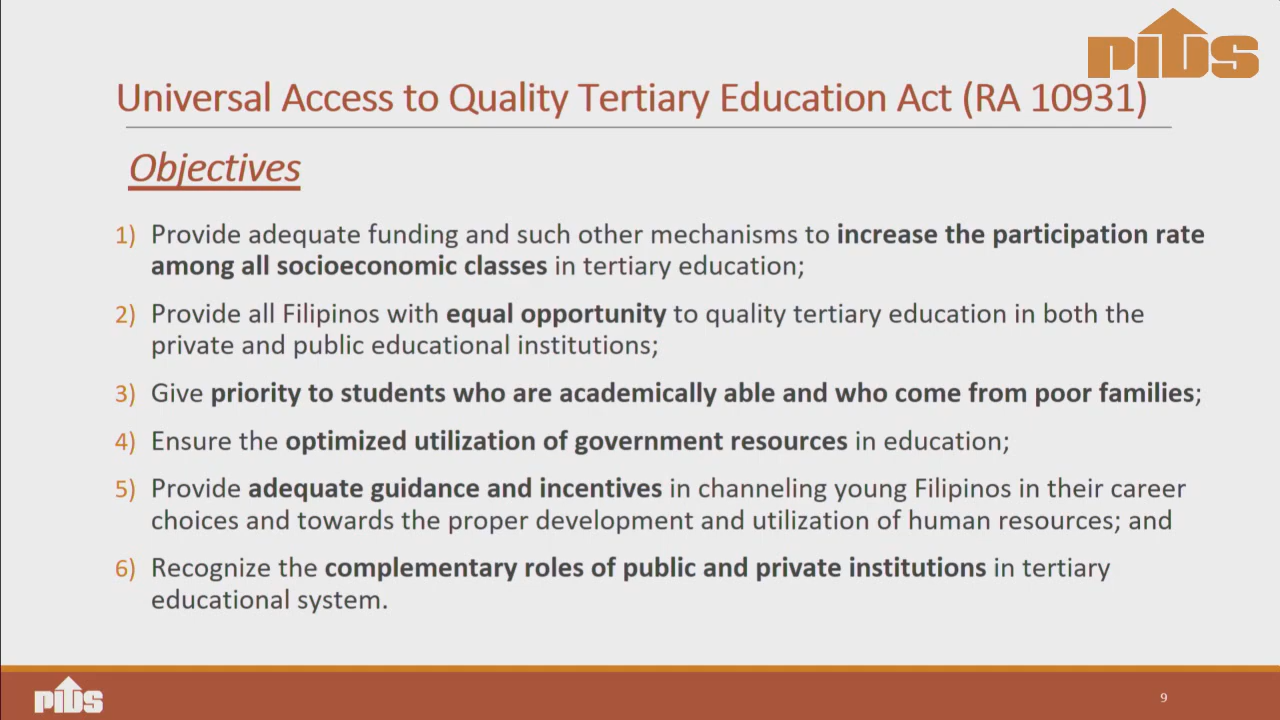 PIDS
Universal Access to Quality Tertiary Education Act (RA 10931)
Objectives
1) Provide adequate funding and such other mechanisms to increase the participation rate
among all socioeconomic classes in tertiary education;
2) Provide all Filipinos with equal opportunity to quality tertiary education in both the
private and public educational institutions;
3) Give priority to students who are academically able and who come from poor families;
4) Ensure the optimized utilization of government resources in education;
5) Provide adequate guidance and incentives in channeling young Filipinos in their career
choices and towards the proper development and utilization of human resources; and
6) Recognize the complementary roles of public and private institutions in tertiary
educational system.
PIDS
9